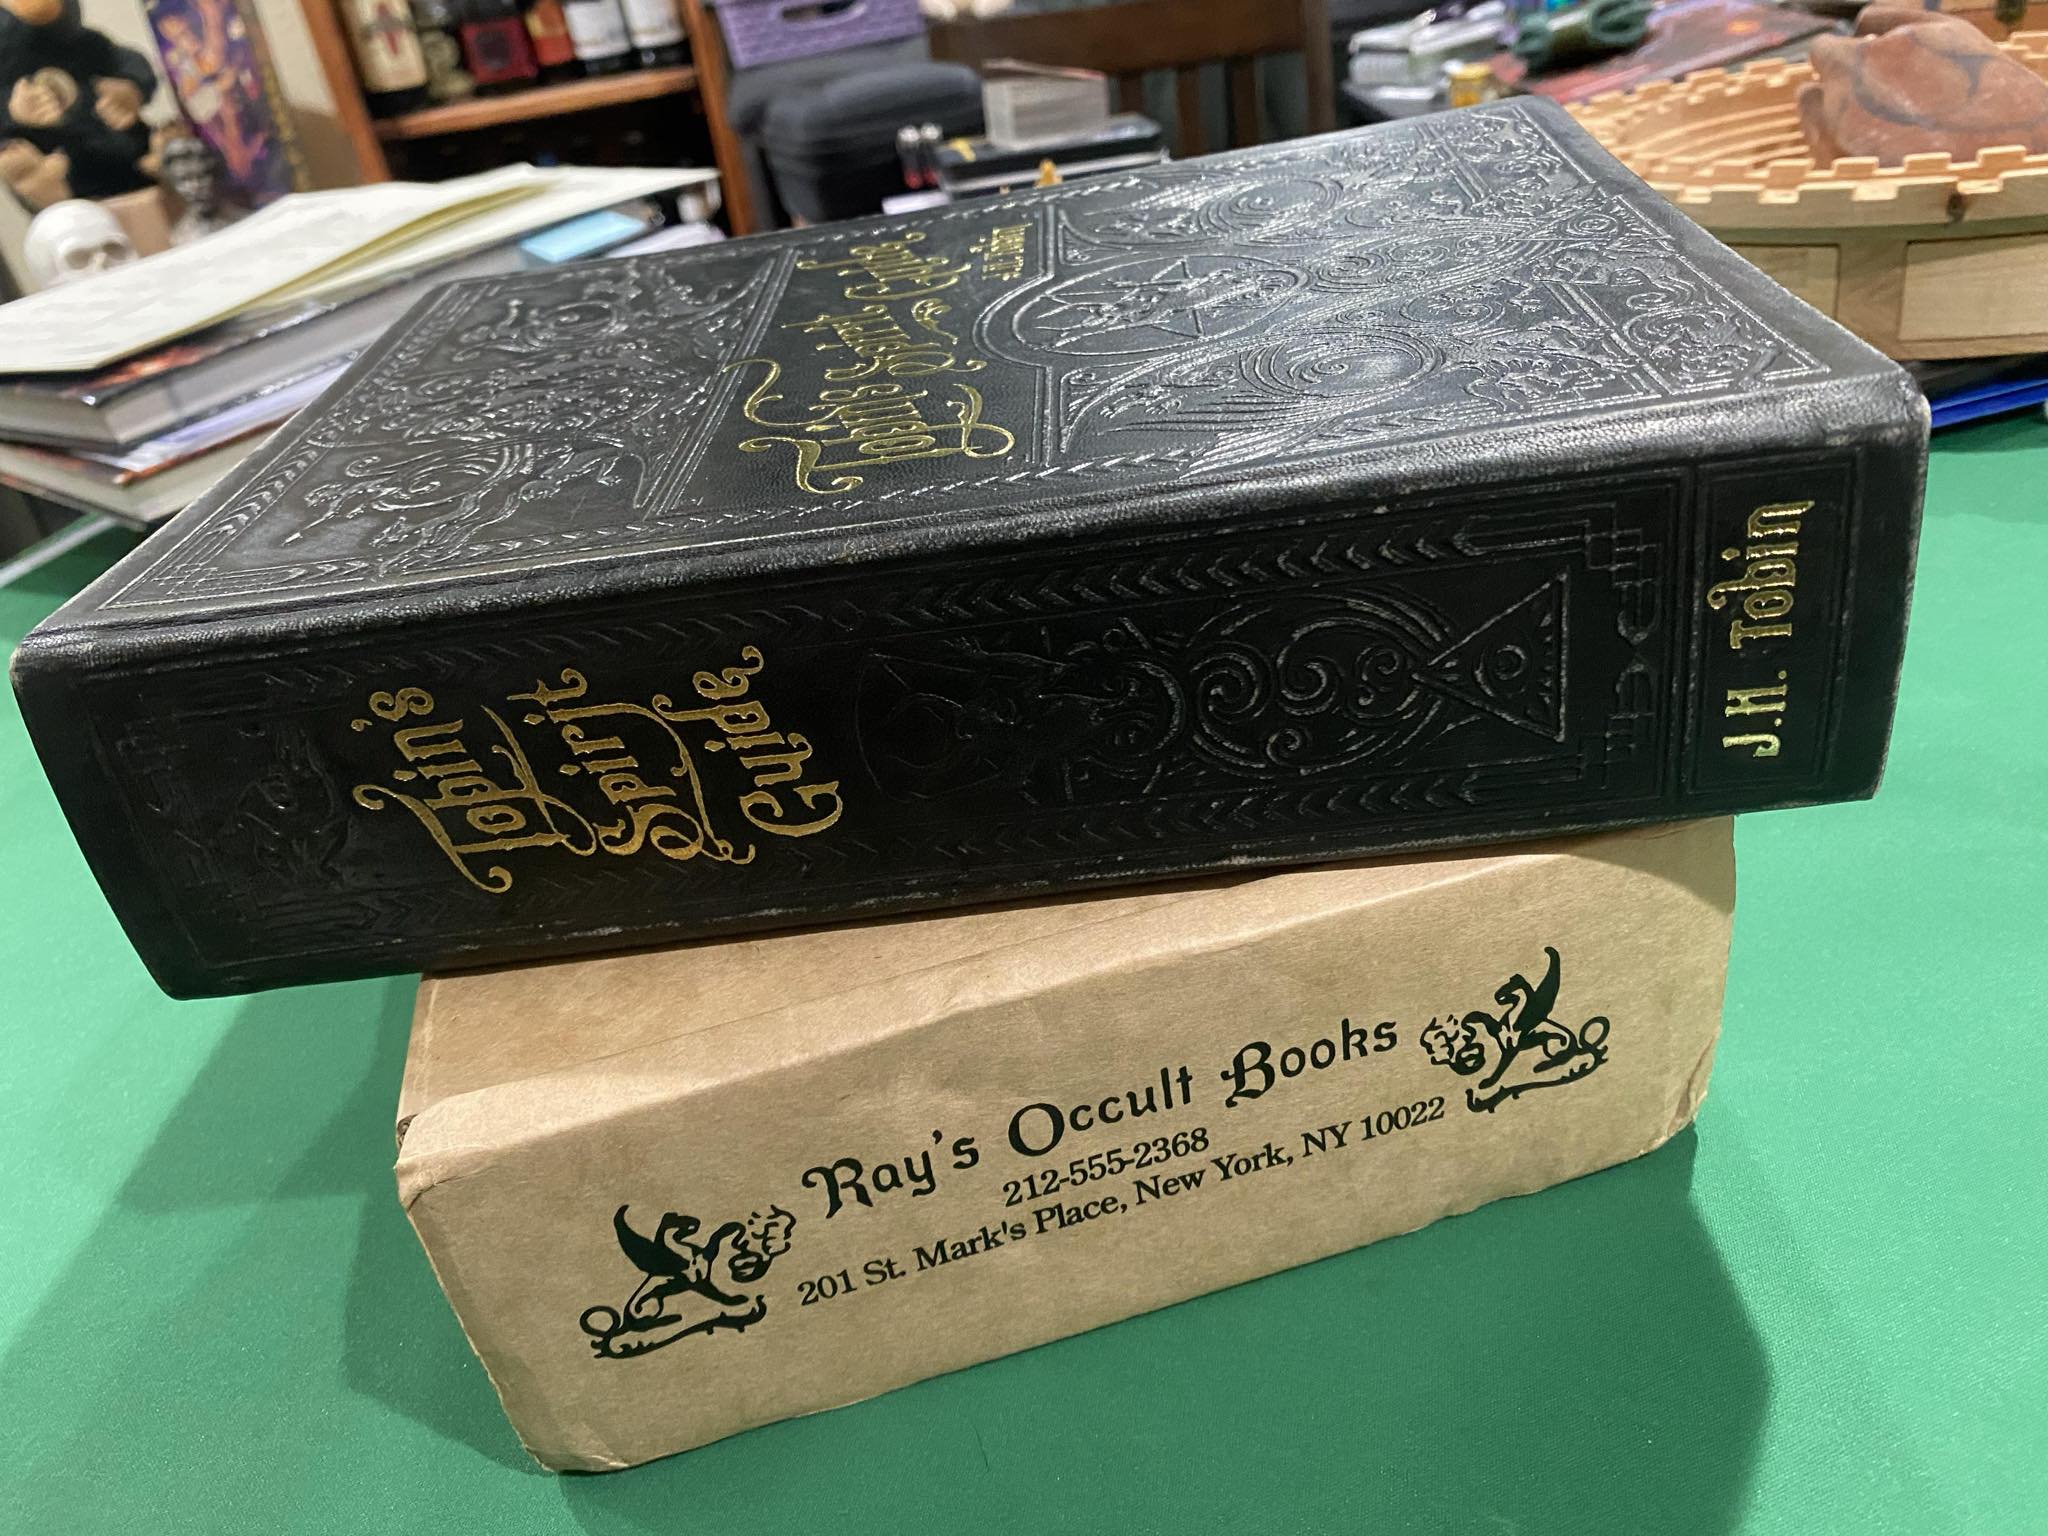 Tobin's Spirit Guide
Tobin's
Spirit
Guide
J.H. Tobin
Ray's Occult Books
212-555-2368
201 St. Mark's Place, New York, NY 10022